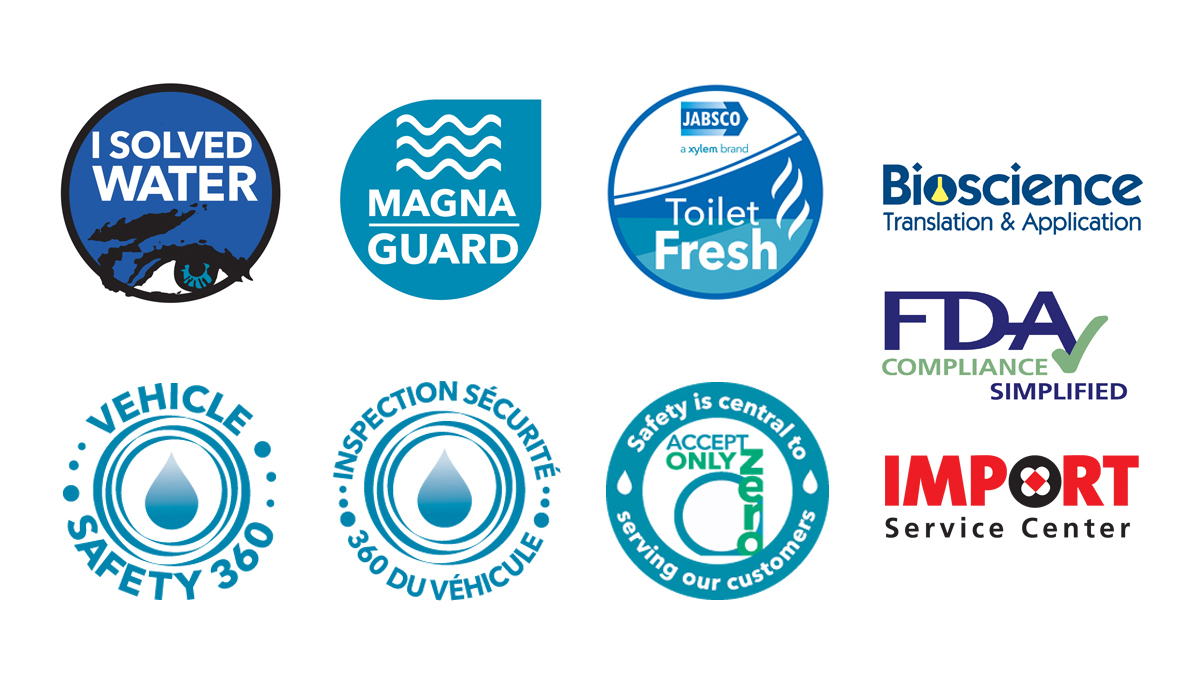 I SOLVED
WATER
MAGNA
GUARD
JABSCO
a xylem brand
Toilet
Fresh
Bioscience
Translation & Application
FDA
COMPLIANCE
SIMPLIFIED
VEHICLE
SAFETY 360
INSPECTION SÉCURITÉ
360 DU VÉHICULE
Safety is central to
ACCEPT
ONLY
Zero
serving our customers
IMPORT
Service Center